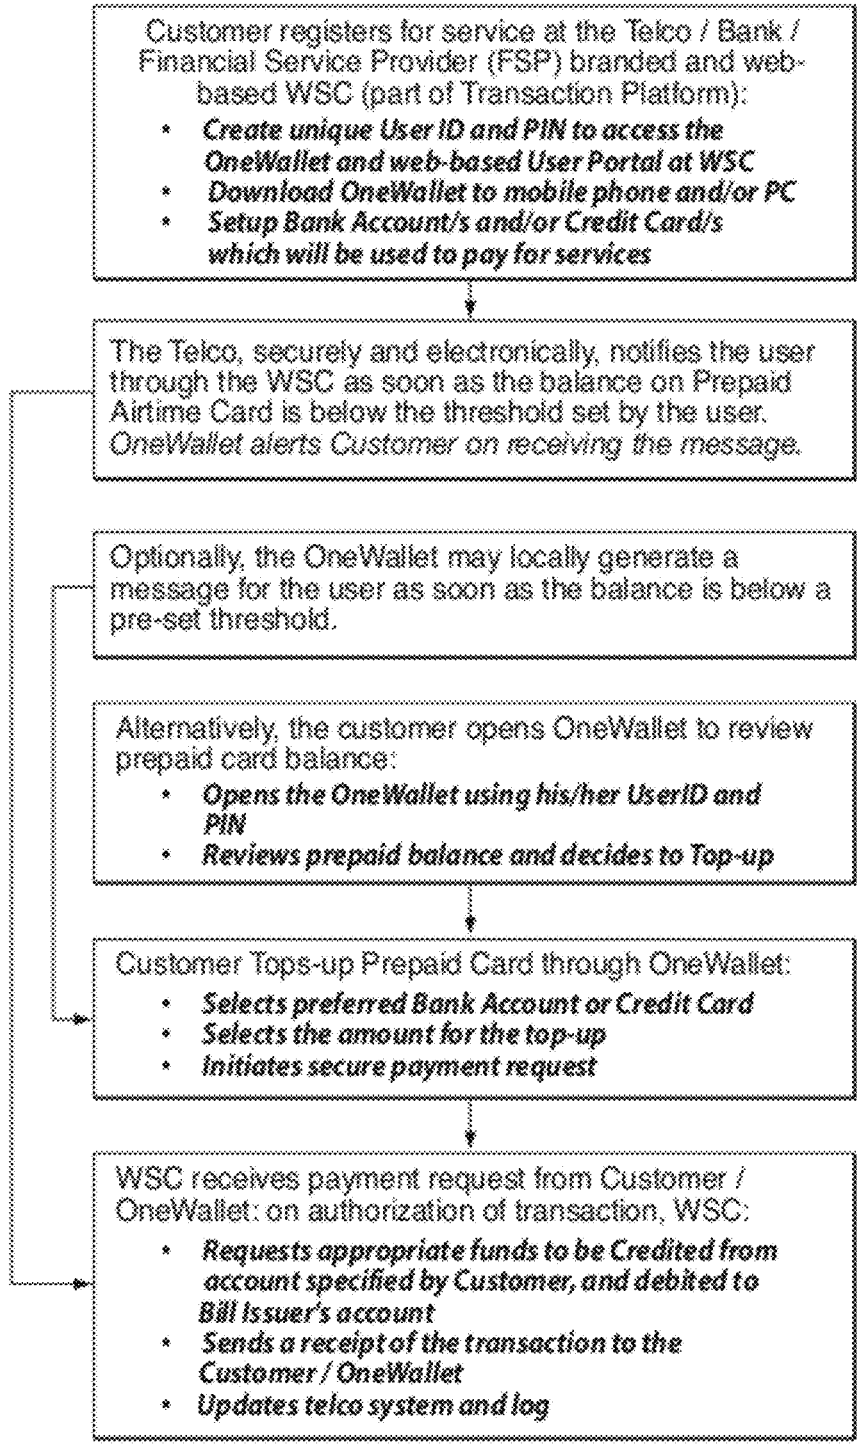 Customer registers for service at the Telco / Bank /
Financial Service Provider (FSP) branded and web-
based WSC (part of Transaction Platform):
• Create unique User ID and PIN to access the
OneWallet and web-based User Portal at WSC
• Download OneWallet to mobile phone and/or PC
• Setup Bank Account/s and/or Credit Card/s
which will be used to pay for services
The Telco, securely and electronically, notifies the user
through the WSC as soon as the balance on Prepaid
Airtime Card is below the threshold set by the user.
OneWallet alerts Customer on receiving the message.
Optionally, the OneWallet may locally generate a
message for the user as soon as the balance is below a
pre-set threshold.
Alternatively, the customer opens OneWallet to review
prepaid card balance:
• Opens the OneWallet using his/her UserID and
PIN
• Reviews prepaid balance and decides to Top-up
Customer Tops-up Prepaid Card through OneWallet:
• Selects preferred Bank Account or Credit Card
• Selects the amount for the top-up
• Initiates secure payment request
WSC receives payment request from Customer /
OneWallet: on authorization of transaction, WSC:
• Requests appropriate funds to be Credited from
account specified by Customer, and debited to
Bill Issuer's account
• Sends a receipt of the transaction to the
Customer / OneWallet
• Updates telco system and log